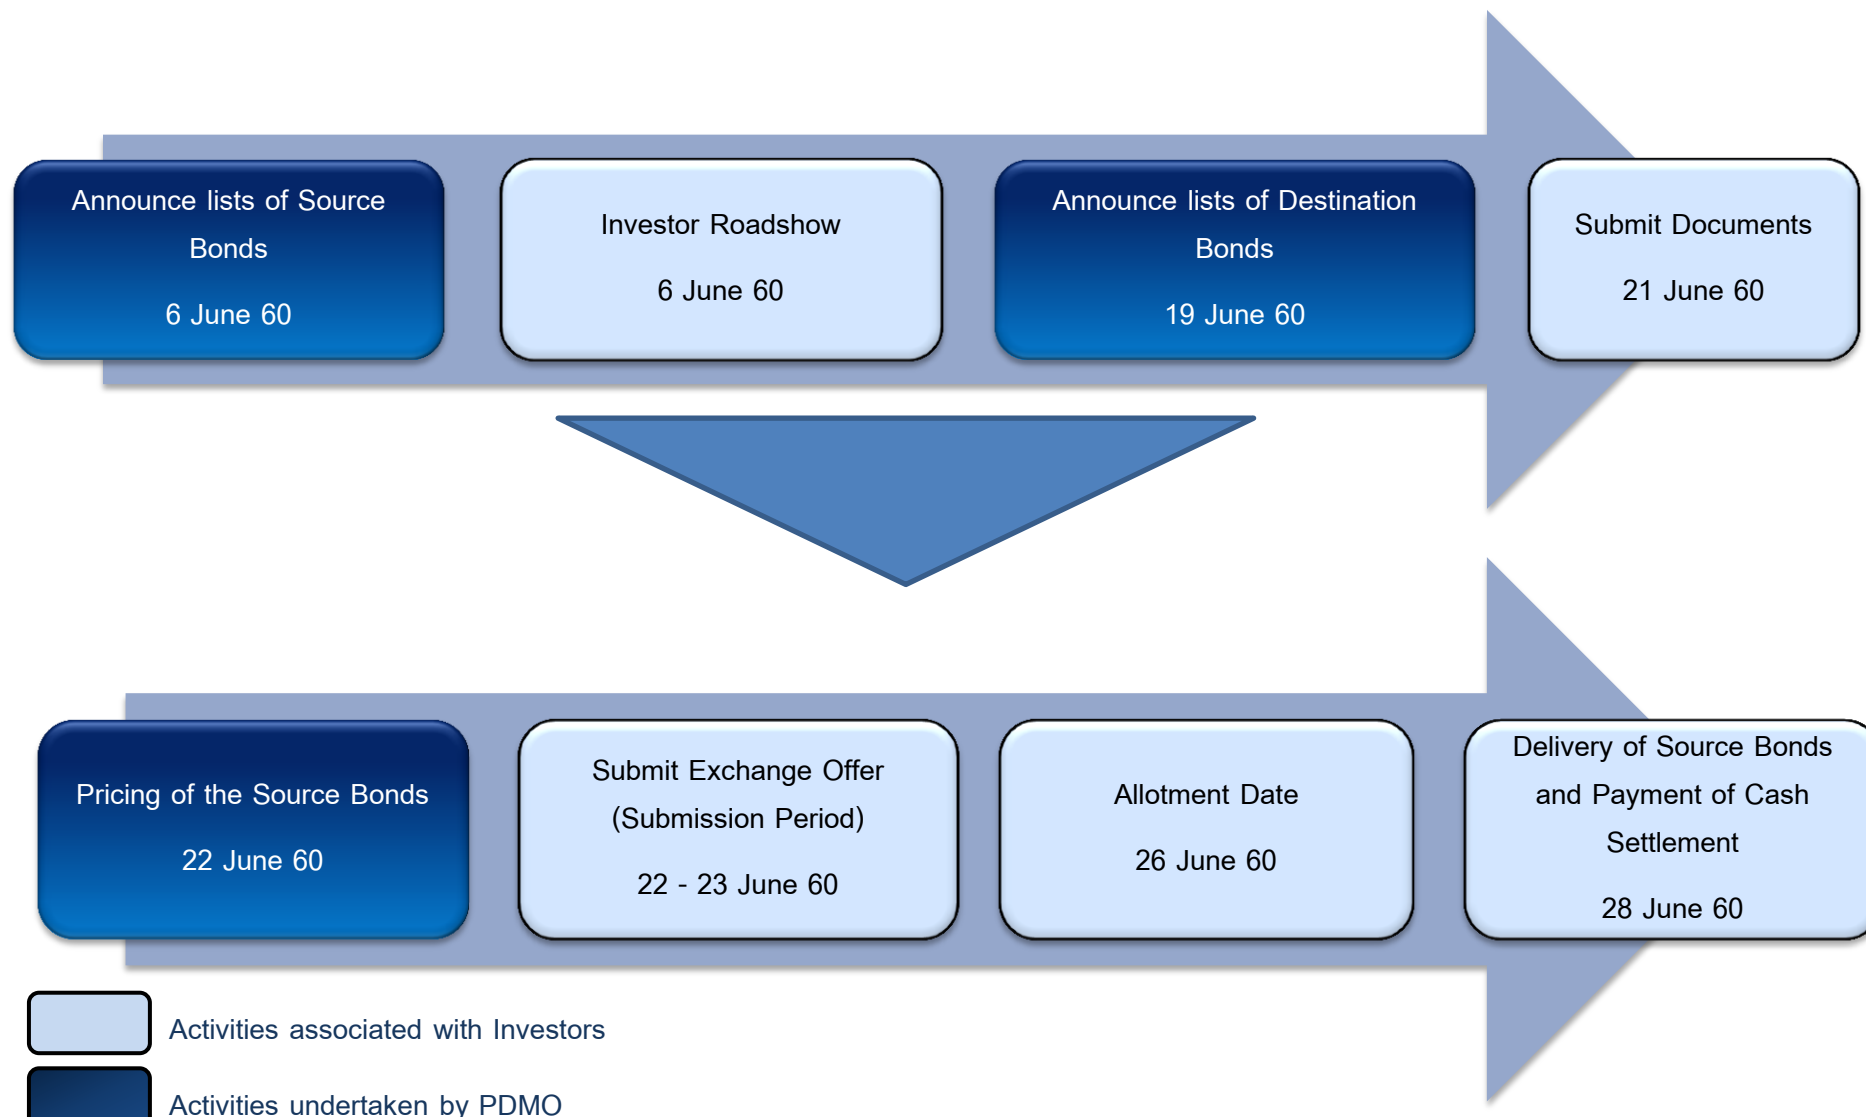 Announce lists of Source
Bonds
6 June 60
Investor Roadshow
6 June 60
Announce lists of Destination
Bonds
19 June 60
Submit Documents
21 June 60
Pricing of the Source Bonds
22 June 60
Submit Exchange Offer
(Submission Period)
22 - 23 June 60
Allotment Date
26 June 60
Delivery of Source Bonds
and Payment of Cash
Settlement
28 June 60
Activities associated with Investors
Activities undertaken by PDMO